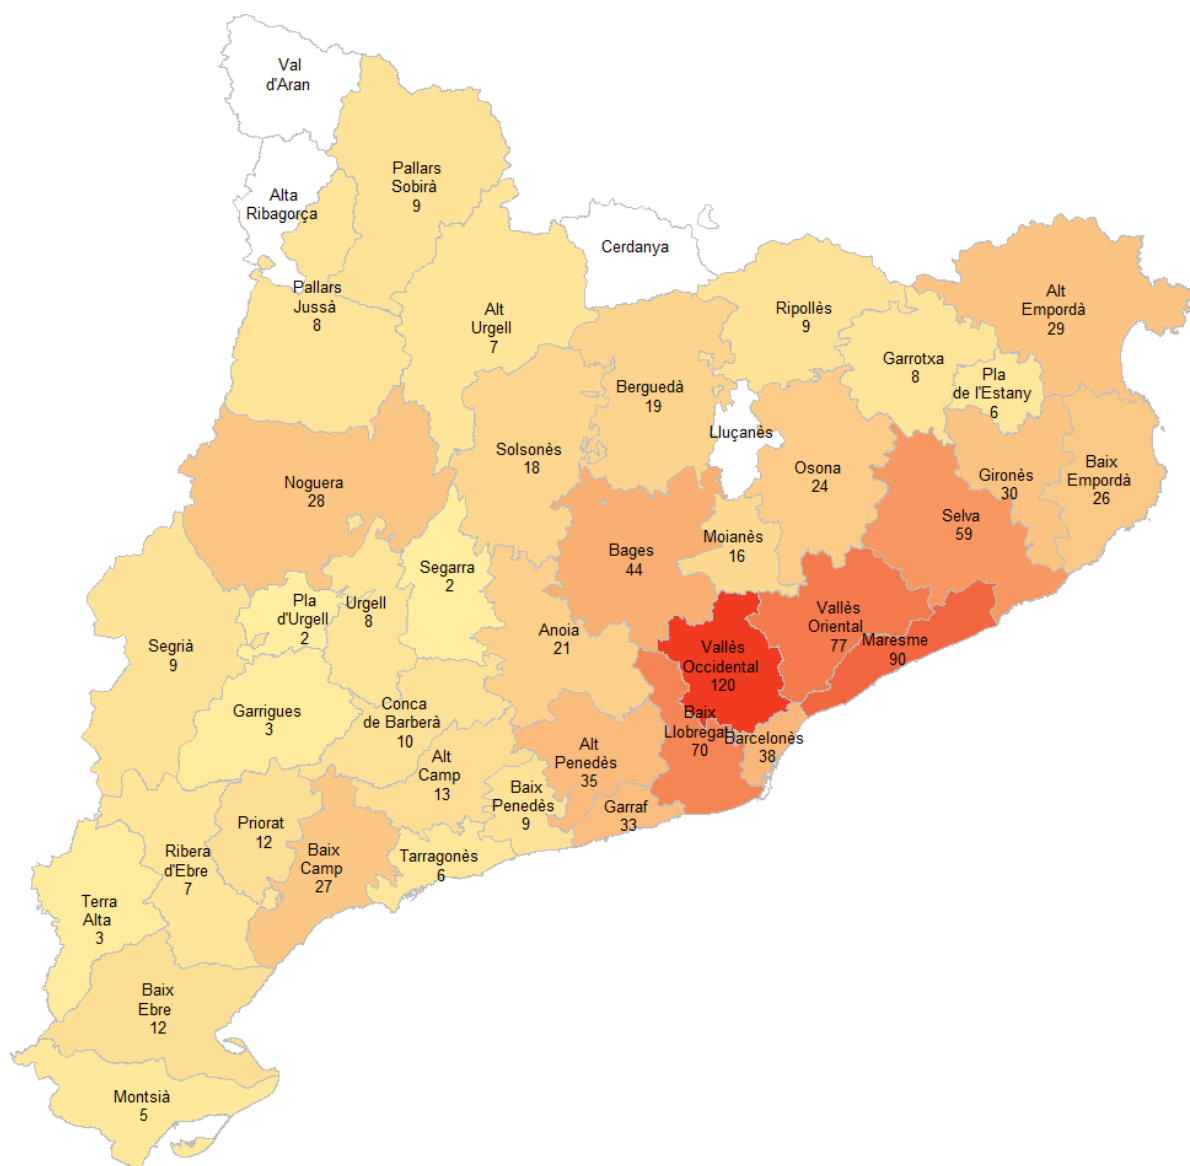 Val
d'Aran
Alta
Ribagorça
Pallars
Sobirà
9
Cerdanya
Pallars
Jussà
8
Alt
Urgell
7
Ripollès
9
Alt
Empordà
29
Garrotxa
8
Pla
de l'Estany
6
Berguedà
19
Lluçanès
Solsonès
18
Osona
24
Gironès
30
Baix
Empordà
26
Noguera
28
Selva
59
Bages
44
Moianès
16
Segarra
2
Pla
d'Urgell
2
Urgell
8
Segrià
9
Anoia
21
Vallès
Oriental
77
Maresme
90
Vallès
Occidental
120
Garrigues
3
Conca
de Barberà
10
Baix
Llobregat
70
Barcelonès
38
Alt
Penedès
35
Alt
Camp
13
Baix
Penedès
9
Garraf
33
Priorat
12
Baix
Camp
27
Tarragonès
6
Ribera
d'Ebre
7
Terra
Alta
3
Baix
Ebre
12
Montsià
5